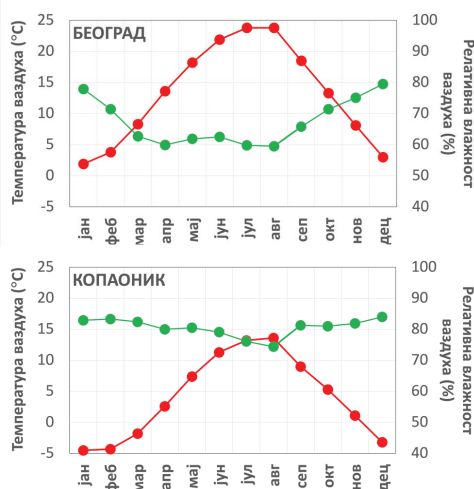 БЕОГРАД
Температура ваздуха (°C)
25
20
15
10
5
0
-5
100
90
80
70
60
50
40
Релативна важност
ваздуха (%)
јан
феб
мар
апр
мај
јун
јул
авг
сеп
окт
нов
дец
КОПАОНИК
Температура ваздуха (°C)
25
20
15
10
5
0
-5
100
90
80
70
60
50
40
Релативна влажност
ваздуха (%)
јан
феб
мар
апр
мај
јун
јул
авг
сеп
окт
нов
дец